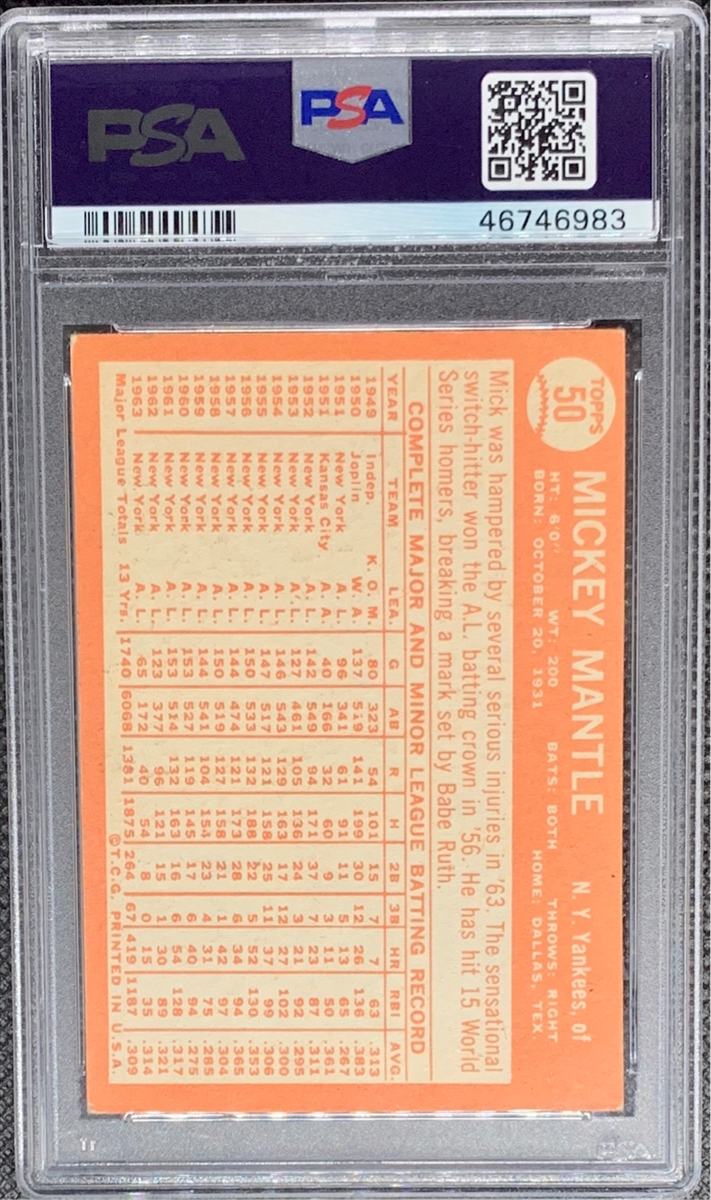 PSA
PSA
46746983
TOPPS
50
MICKEY MANTLE N. Y. Yankees, of
HT: 6'0" WT: 200 BATS: BOTH THROWS: RIGHT
BORN: OCTOBER 20, 1931 HOME: DALLAS, TEX.
Mick was hampered by several serious injuries in '63. The sensational
switch-hitter won the A.L. batting crown in '56. He has hit 15 World
Series homers, breaking a mark set by Babe Ruth.
COMPLETE MAJOR AND MINOR LEAGUE BATTING RECORD
YEAR TEAM LEA. G AB R H 2B 3B HR RBI AVG.
1949 Indep. K. O. M. 80 323 54 101 15 7 7 63 .313
1950 Joplin W. A. 137 519 141 199 30 12 26 136 .383
1951 New York A. L. 96 341 61 91 11 5 13 65 .267
1951 Kansas City A. A. 40 166 32 60 9 3 11 50 .361
1952 New York A. L. 142 549 94 171 37 7 23 87 .311
1953 New York A. L. 127 461 105 136 24 3 21 92 .295
1954 New York A. L. 146 543 129 163 17 12 27 102 .300
1955 New York A. L. 147 517 121 158 25 11 37 99 .306
1956 New York A. L. 150 533 132 188 22 5 52 130 .353
1957 New York A. L. 144 474 121 173 28 6 34 94 .365
1958 New York A. L. 150 519 127 158 21 1 42 97 .304
1959 New York A. L. 144 541 104 154 23 4 31 75 .285
1960 New York A. L. 153 527 119 145 17 6 40 94 .275
1961 New York A. L. 153 514 132 163 16 6 54 128 .317
1962 New York A. L. 123 377 96 121 15 1 30 89 .321
1963 New York A. L. 65 172 40 54 8 0 15 35 .314
Major League Totals 13 Yrs. 1740 6068 1381 1875 264 67 419 1187 .309
©T.C.G. PRINTED IN U.S.A.